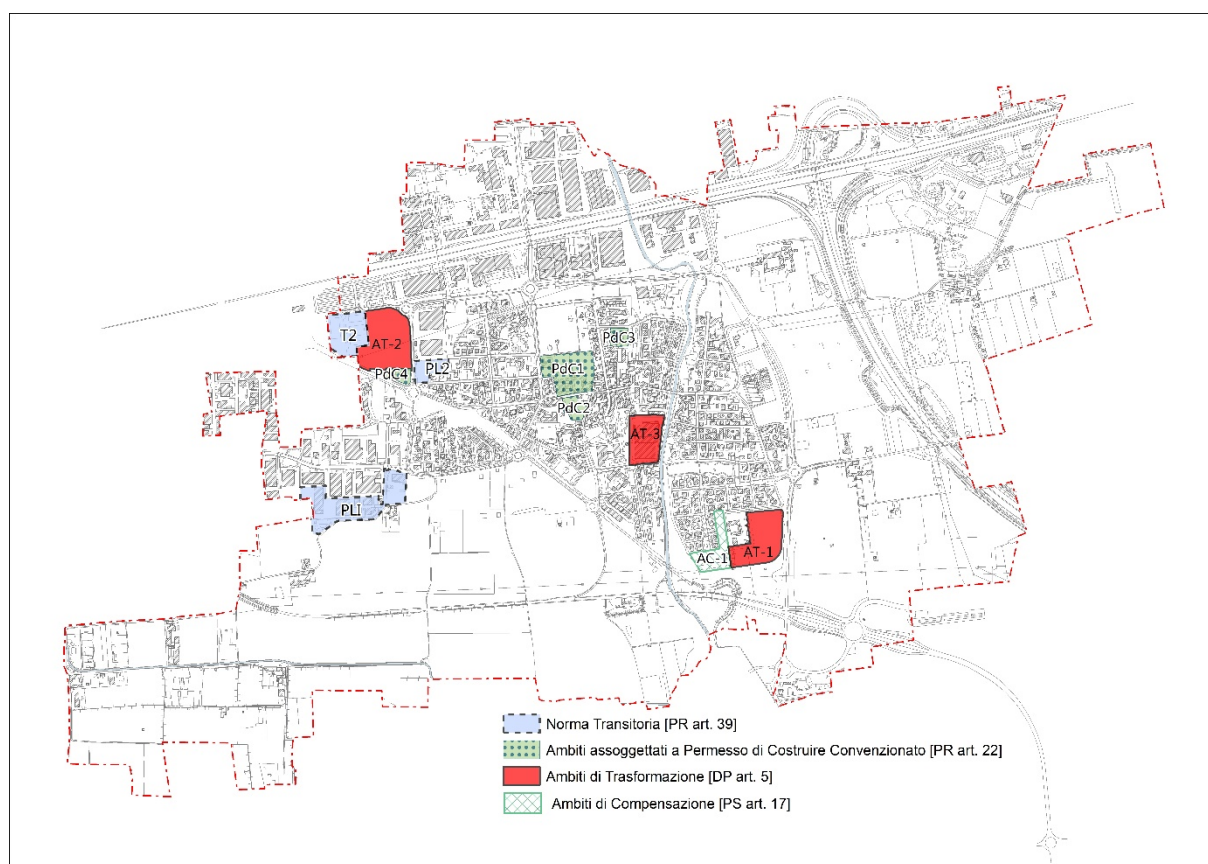 PdC3
T2
AT-2
PdC4
PL2
PdC1
PdC2
AT-3
PLI
AC-1
AT-1
Norma Transitoria [PR art. 39]
Ambiti assoggettati a Permesso di Costruire Convenzionato [PR art. 22]
Ambiti di Trasformazione [DP art. 5]
Ambiti di Compensazione [PS art. 17]